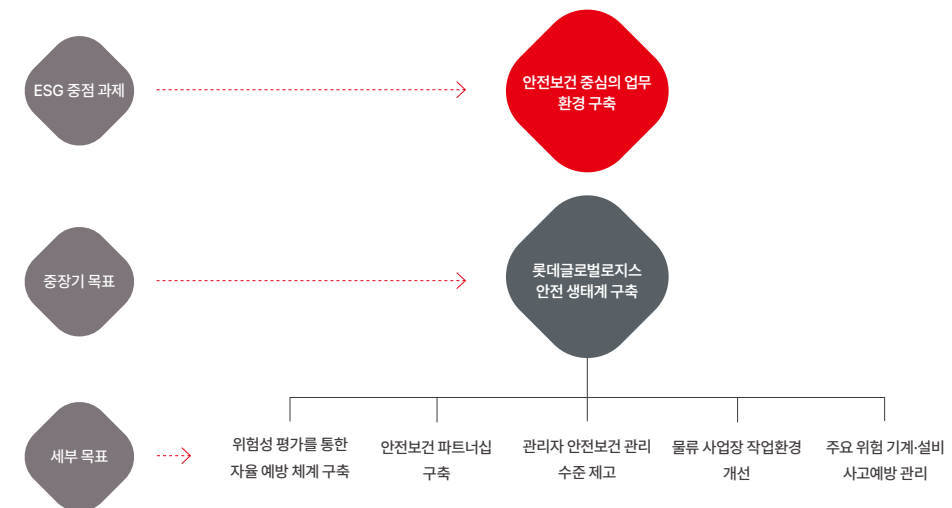 ESG 중점 과제
안전보건 중심의 업무
환경 구축
중장기 목표
롯데글로벌로지스
안전 생태계 구축
세부 목표
위험성 평가를 통한
자율 예방 체계 구축
안전보건 파트너십
구축
관리자 안전보건 관리
수준 제고
물류 사업장 작업환경
개선
주요 위험 기계·설비
사고예방 관리